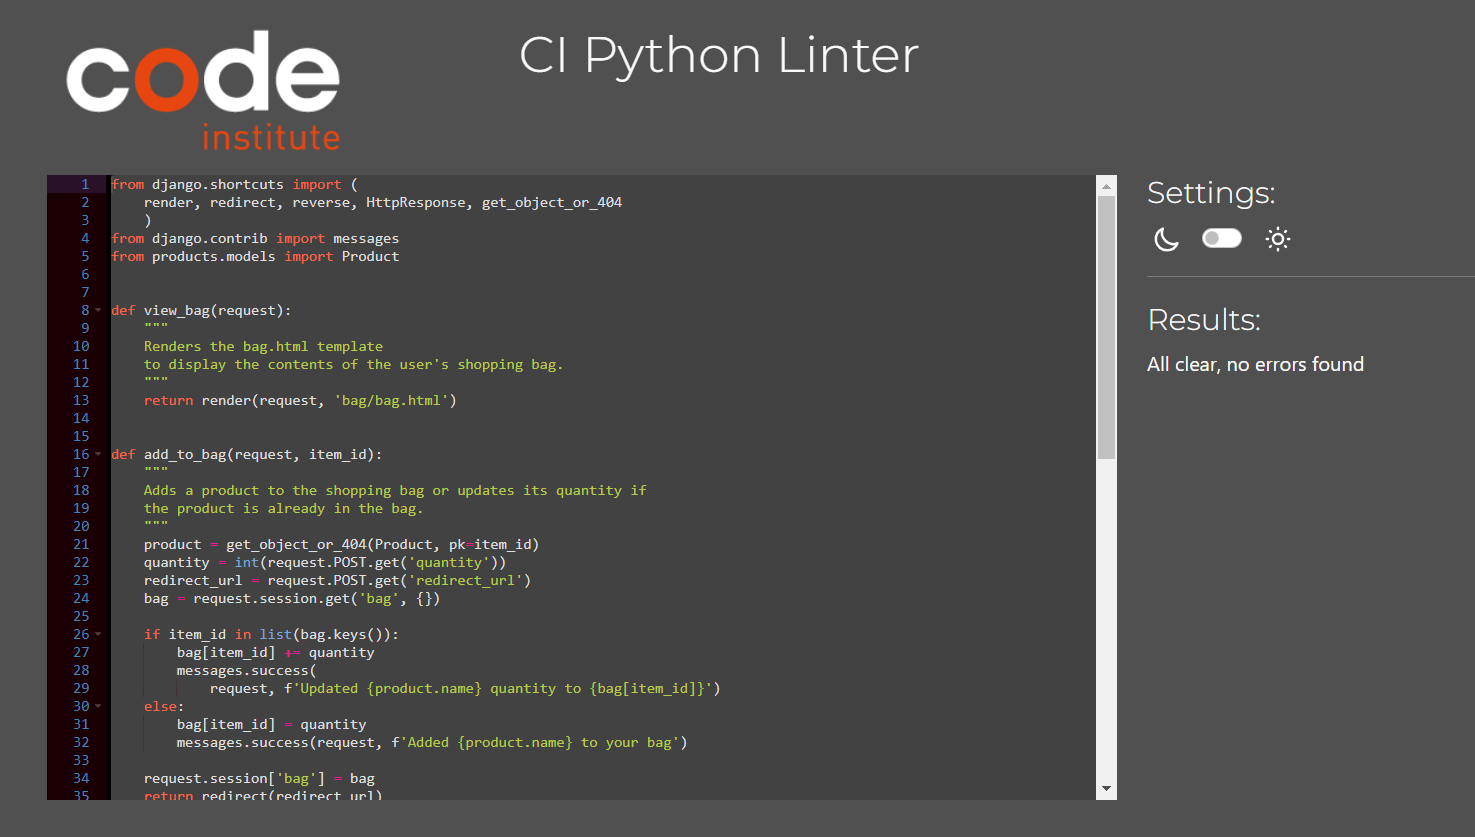 code
institute
CI Python Linter
1 from django.shortcuts import (
2     render, redirect, reverse, HttpResponse, get_object_or_404
3     )
4 from django.contrib import messages
5 from products.models import Product
6
7
8 def view_bag(request):
9     """
10     Renders the bag.html template
11     to display the contents of the user's shopping bag.
12     """
13     return render(request, 'bag/bag.html')
14
15
16 def add_to_bag(request, item_id):
17     """
18     Adds a product to the shopping bag or updates its quantity if
19     the product is already in the bag.
20     """
21     product = get_object_or_404(Product, pk=item_id)
22     quantity = int(request.POST.get('quantity'))
23     redirect_url = request.POST.get('redirect_url')
24     bag = request.session.get('bag', {})
25
26     if item_id in list(bag.keys()):
27         bag[item_id] += quantity
28         messages.success(
29             request, f'Updated {product.name} quantity to {bag[item_id]}')
30     else:
31         bag[item_id] = quantity
32         messages.success(request, f'Added {product.name} to your bag')
33
34     request.session['bag'] = bag
35     return redirect(redirect_url)
Settings:
Results:
All clear, no errors found